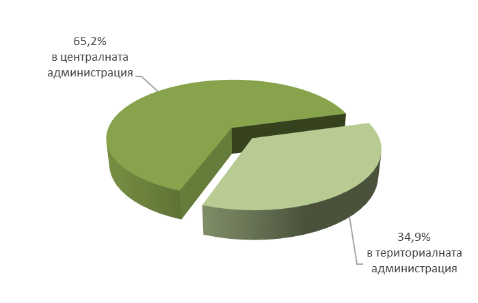 65,2%
в централната
администрация
34,9%
в териториалната
администрация